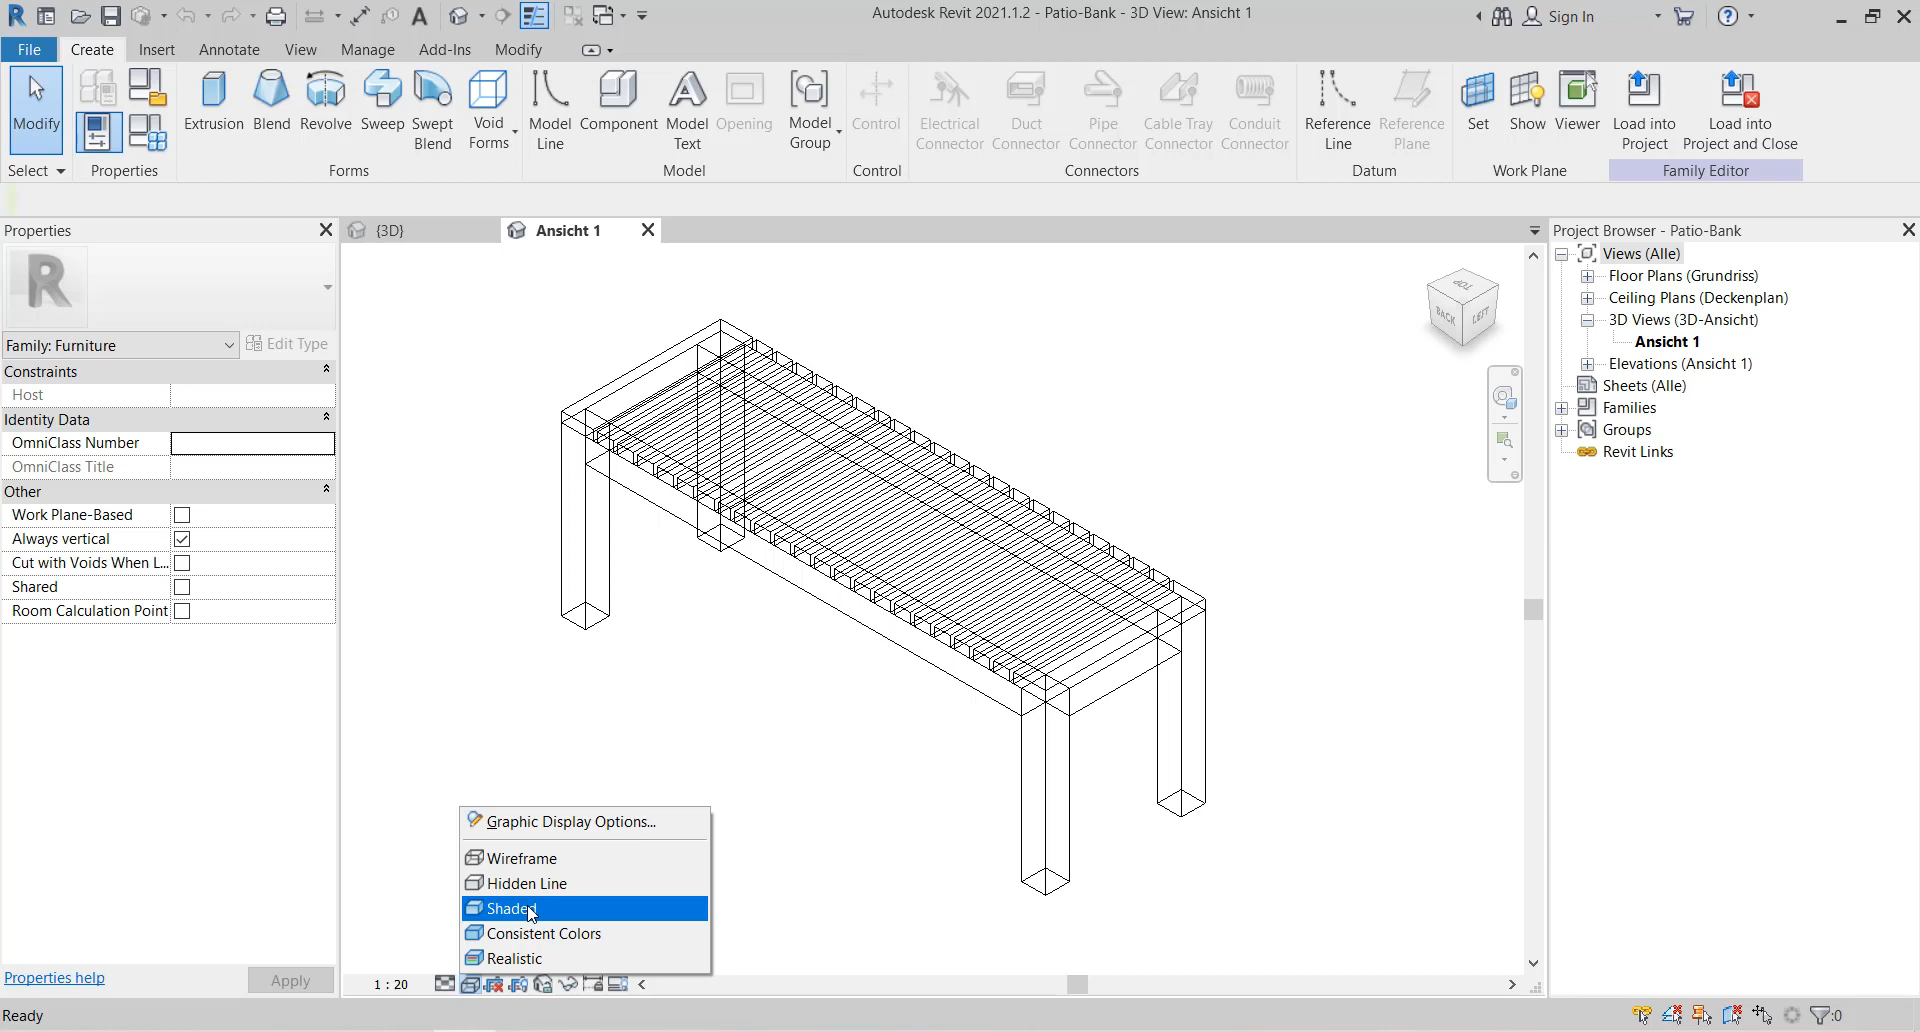 Autodesk Revit 2021.1.2 - Patio-Bank - 3D View: Ansicht 1
Sign In
File
Create
Insert
Annotate
View
Manage
Add-Ins
Modify
Modify
Extrusion
Blend
Revolve
Sweep
Swept
Blend
Void
Forms
Model
Line
Component
Model
Text
Opening
Model
Group
Control
Electrical
Connector
Duct
Connector
Pipe
Connector
Cable Tray
Connector
Conduit
Connector
Reference
Line
Reference
Plane
Set
Show
Viewer
Load into
Project
Load into
Project and Close
Select
Properties
Forms
Model
Control
Connectors
Datum
Work Plane
Family Editor
Properties
{3D}
Ansicht 1
Project Browser - Patio-Bank
R
Family: Furniture
Edit Type
Constraints
Host
Identity Data
OmniClass Number
OmniClass Title
Other
Work Plane-Based
Always vertical
Cut with Voids When L...
Shared
Room Calculation Point
Properties help
Apply
TOP
BACK
LEFT
Views (Alle)
Floor Plans (Grundriss)
Ceiling Plans (Deckenplan)
3D Views (3D-Ansicht)
Ansicht 1
Elevations (Ansicht 1)
Sheets (Alle)
Families
Groups
Revit Links
Graphic Display Options...
Wireframe
Hidden Line
Shaded
Consistent Colors
Realistic
1 : 20
Ready
:0